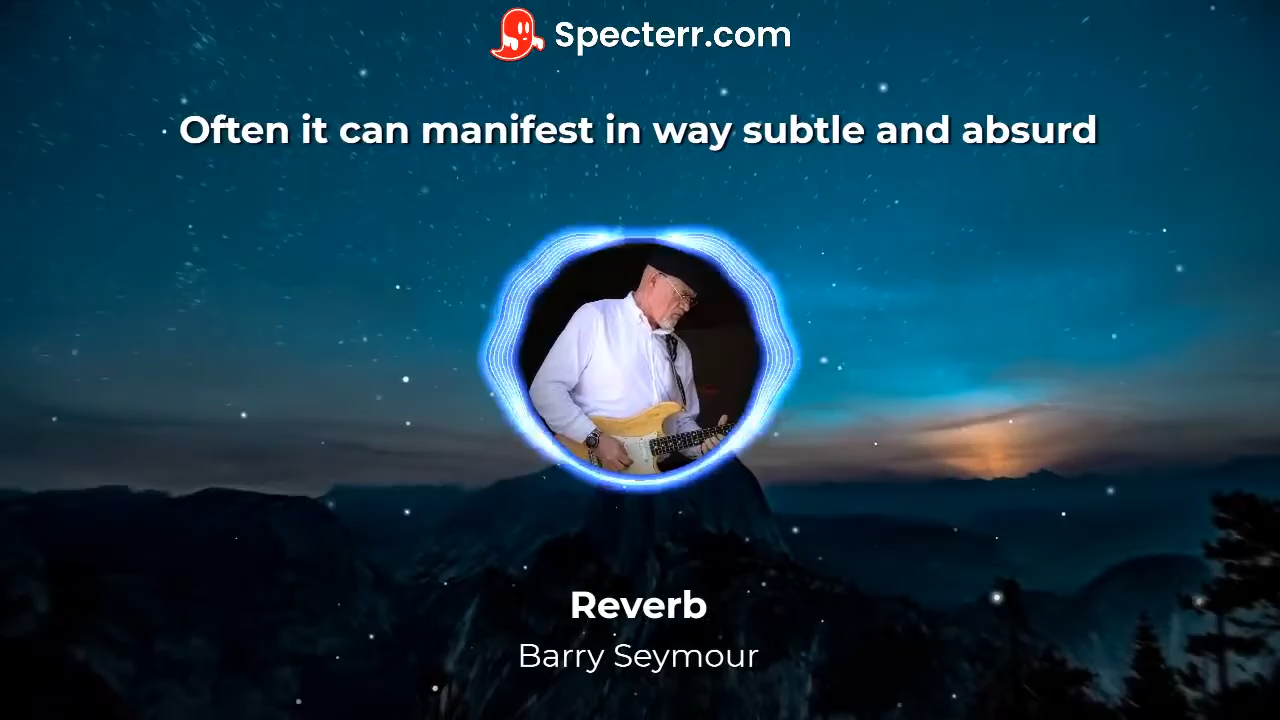 Specterr.com
Often it can manifest in way subtle and absurd
Reverb
Barry Seymour